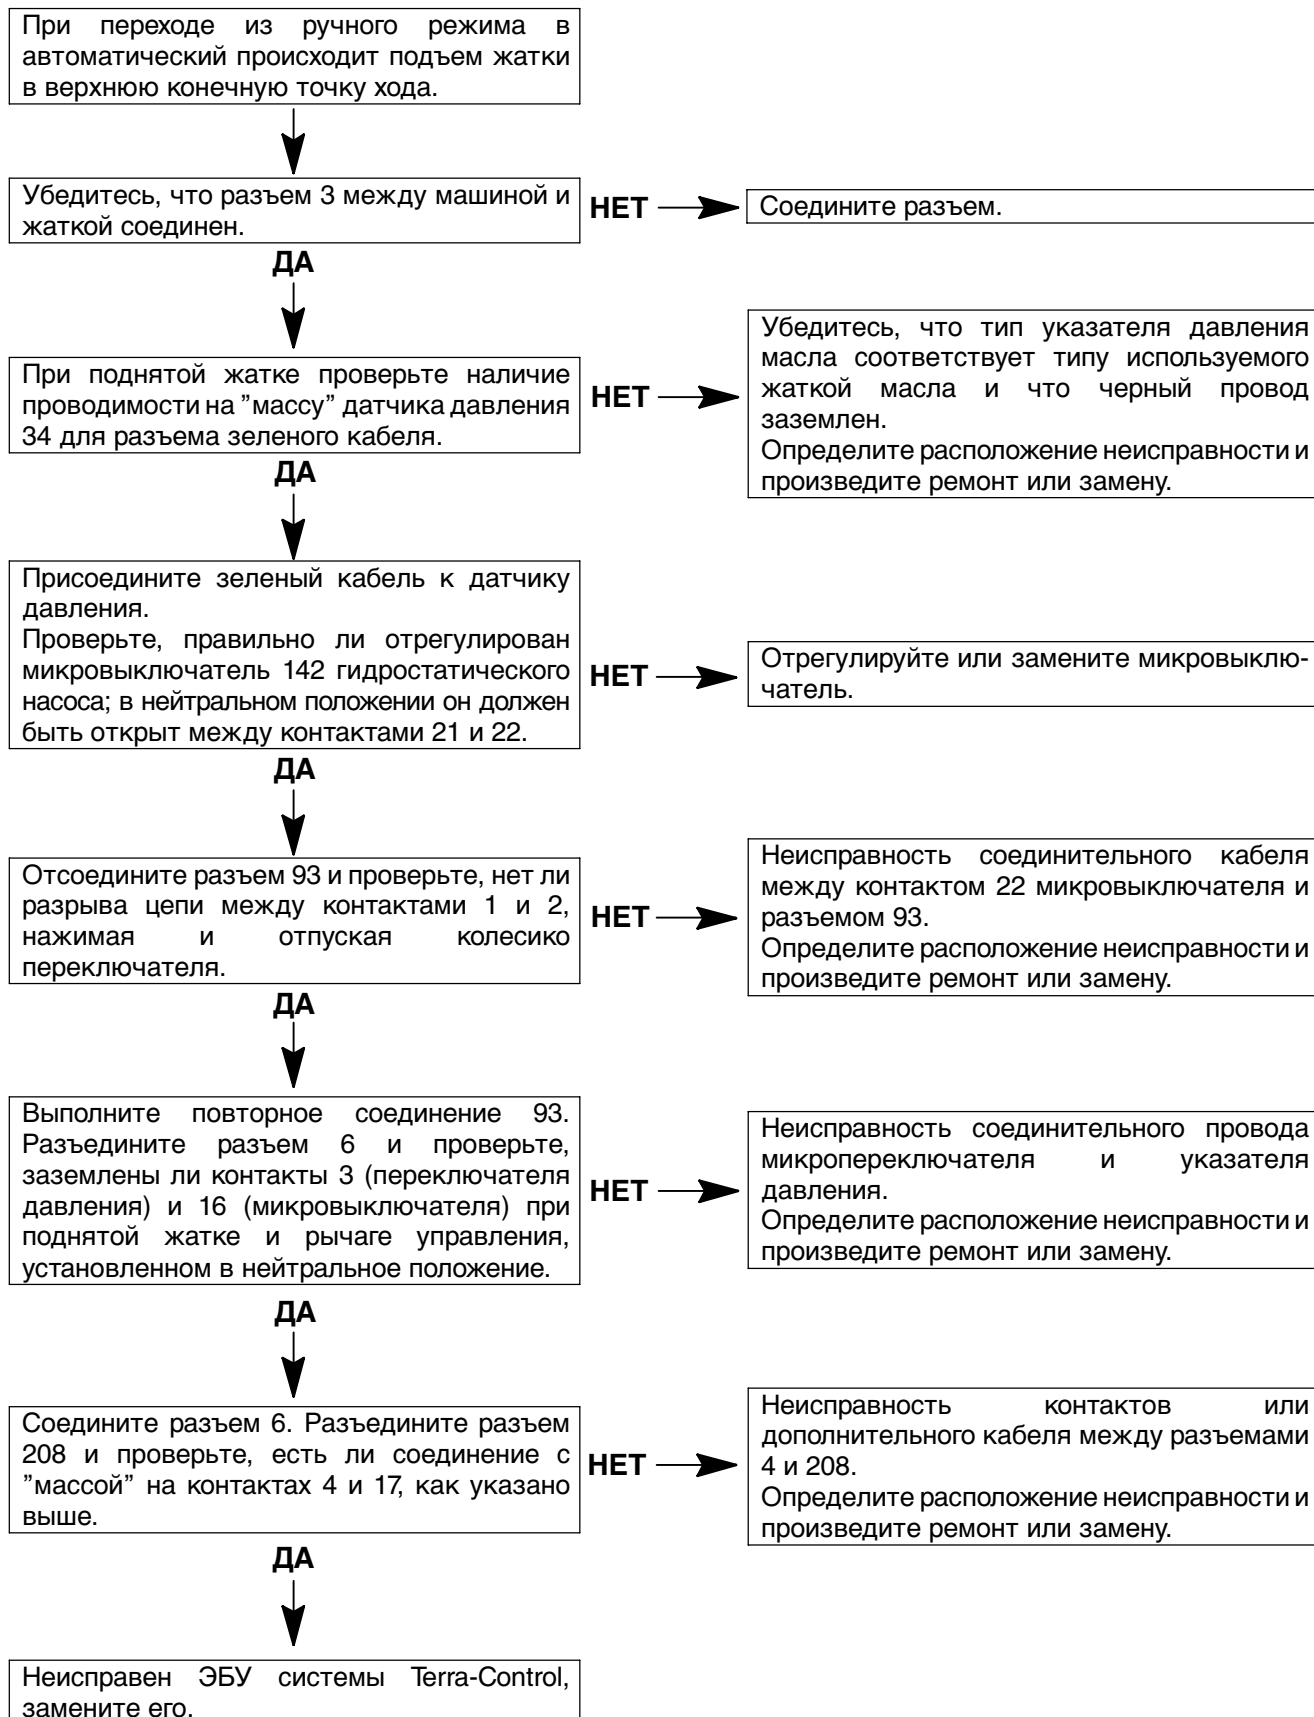 При переходе из ручного режима в
автоматический происходит подъем жатки
в верхнюю конечную точку хода.
Убедитесь, что разъем 3 между машиной и
жаткой соединен.
НЕТ
Соедините разъем.
ДА
При поднятой жатке проверьте наличие
проводимости на ”массу” датчика давления
34 для разъема зеленого кабеля.
НЕТ
Убедитесь, что тип указателя давления
масла соответствует типу используемого
жаткой масла и что черный провод
заземлен.
Определите расположение неисправности и
произведите ремонт или замену.
ДА
Присоедините зеленый кабель к датчику
давления.
Проверьте, правильно ли отрегулирован
микровыключатель 142 гидростатического
насоса; в нейтральном положении он должен
быть открыт между контактами 21 и 22.
НЕТ
Отрегулируйте или замените микровыклю-
чатель.
ДА
Отсоедините разъем 93 и проверьте, нет ли
разрыва цепи между контактами 1 и 2,
нажимая и отпуская колесико
переключателя.
НЕТ
Неисправность соединительного кабеля
между контактом 22 микровыключателя и
разъемом 93.
Определите расположение неисправности и
произведите ремонт или замену.
ДА
Выполните повторное соединение 93.
Разъедините разъем 6 и проверьте,
заземлены ли контакты 3 (переключателя
давления) и 16 (микровыключателя) при
поднятой жатке и рычаге управления,
установленном в нейтральное положение.
НЕТ
Неисправность соединительного провода
микропереключателя и указателя
давления.
Определите расположение неисправности и
произведите ремонт или замену.
ДА
Соедините разъем 6. Разъедините разъем
208 и проверьте, есть ли соединение с
”массой” на контактах 4 и 17, как указано
выше.
НЕТ
Неисправность контактов или
дополнительного кабеля между разъемами
4 и 208.
Определите расположение неисправности и
произведите ремонт или замену.
ДА
Неисправен ЭБУ системы Terra-Control,
замените его.